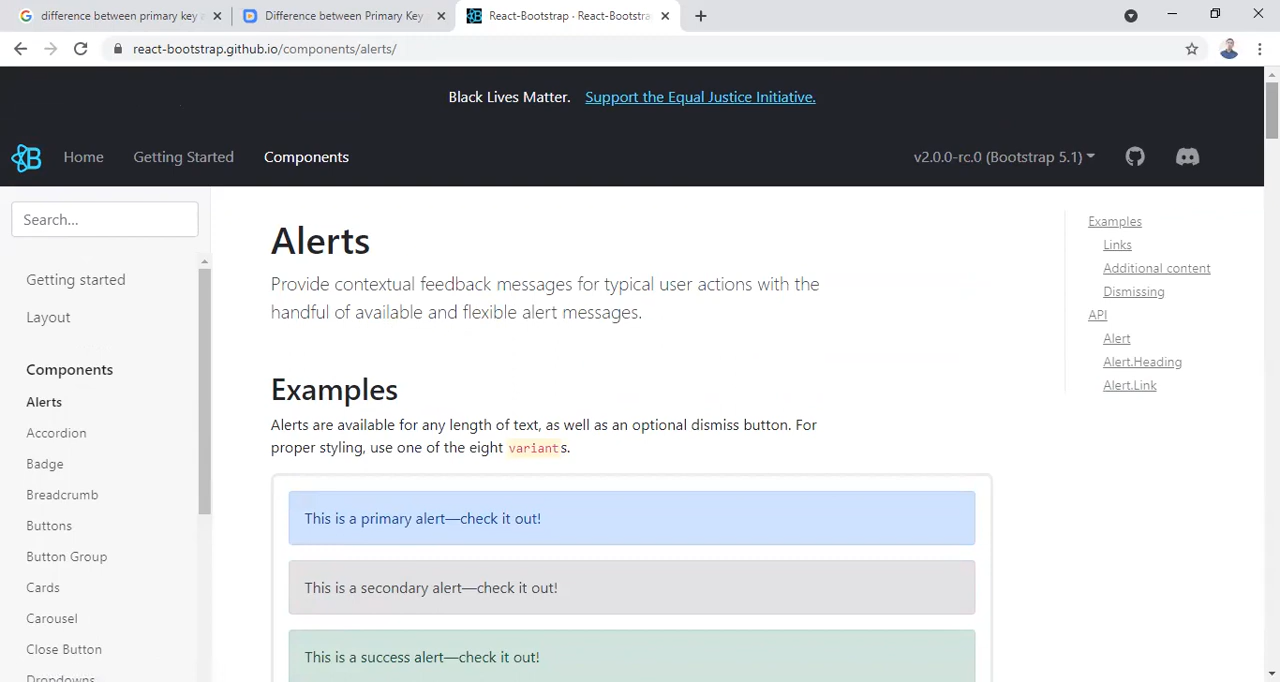 difference between primary key
Difference between Primary Key
React-Bootstrap · React-Bootstra
react-bootstrap.github.io/components/alerts/
Black Lives Matter. Support the Equal Justice Initiative.
Home Getting Started Components v2.0.0-rc.0 (Bootstrap 5.1)
Search...
Getting started
Layout
Components
Alerts
Accordion
Badge
Breadcrumb
Buttons
Button Group
Cards
Carousel
Close Button
Dropdowns
Alerts
Provide contextual feedback messages for typical user actions with the
handful of available and flexible alert messages.
Examples
Alerts are available for any length of text, as well as an optional dismiss button. For
proper styling, use one of the eight variants.
This is a primary alert—check it out!
This is a secondary alert—check it out!
This is a success alert—check it out!
Examples
Links
Additional content
Dismissing
API
Alert
Alert.Heading
Alert.Link